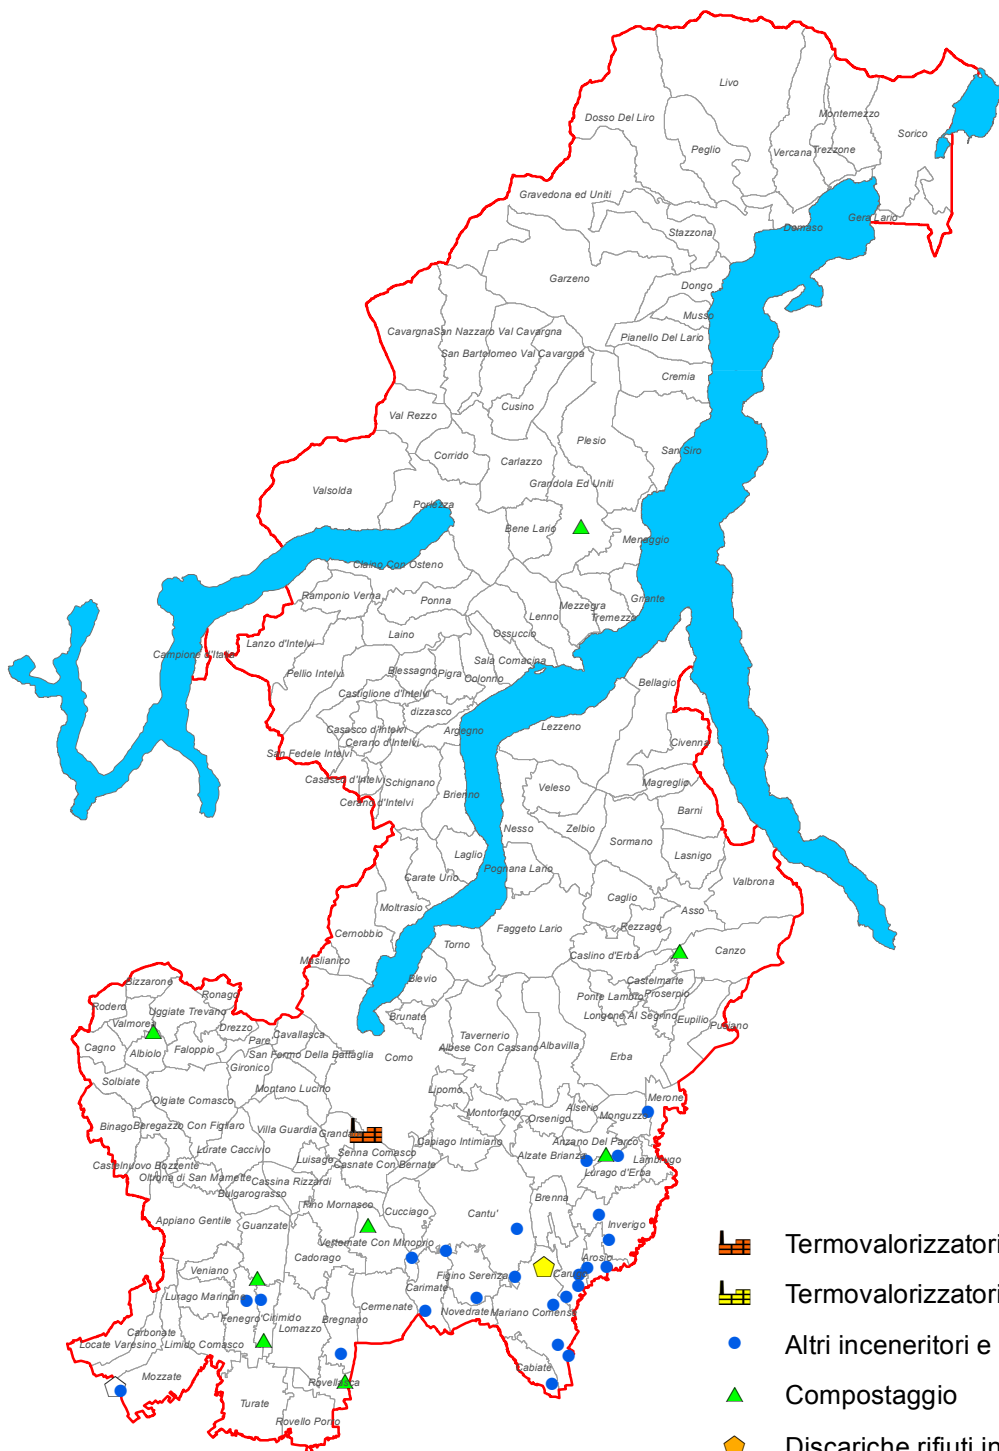 Livo
Dosso Del Liro
Montemezzo
Sorico
Peglio
Vercana
Trezzone
Gravedona ed Uniti
Gera Lario
Stazzona
Domaso
Garzeno
Dongo
Musso
Cavargna
San Nazzaro Val Cavargna
Pianello Del Lario
San Bartolomeo Val Cavargna
Cremia
Cusino
Val Rezzo
Plesio
Corrido
Carlazzo
San Siro
Valsolda
Grandola Ed Uniti
Porlezza
Bene Lario
Menaggio
Claino Con Osteno
Ramponio Verna
Ponna
Mezzegra
Griante
Lenno
Tremezzo
Lanzo d'Intelvi
Laino
Ossuccio
Campione d'Italia
Sala Comacina
Pellio Intelvi
Blessagno
Pigra
Colonno
Bellagio
Castiglione d'Intelvi
dizzasco
Casasco d'Intelvi
Argegno
Lezzeno
Cerano d'Intelvi
Civenna
San Fedele Intelvi
Casasco d'Intelvi
Schignano
Magreglio
Cerano d'Intelvi
Brienno
Veleso
Barni
Nesso
Zelbio
Sormano
Laglio
Lasnigo
Pognana Lario
Carate Urio
Valbrona
Caglio
Moltrasio
Asso
Rezzago
Faggeto Lario
Cernobbio
Torno
Caslino d'Erba
Canzo
Maslianico
Blevio
Castelmarte
Bizzarone
Ronago
Ponte Lambro
Proserpio
Rodero
Uggiate Trevano
Longone Al Segrino
Brunate
Eupilio
Pusiano
Valmorea
Drezzo
Pare
Cavallasca
Tavernerio
Cagno
Albiolo
Faloppio
San Fermo Della Battaglia
Como
Albese Con Cassano
Albavilla
Erba
Gironico
Solbiate
Montano Lucino
Lipomo
Merone
Olgiate Comasco
Montorfano
Orsenigo
Alserio
Monguzzo
Binago
Beregazzo Con Figliaro
Villa Guardia
Grandate
Capiago Intimiano
Anzano Del Parco
Lurate Caccivio
Luisago
Senna Comasco
Alzate Brianza
Lambrugo
Castelnuovo Bozzente
Casnate Con Bernate
Lurago d'Erba
Oltrona di San Mamette
Cassina Rizzardi
Bulgarograsso
Brenna
Fino Mornasco
Cucciago
Cantu'
Appiano Gentile
Guanzate
Inverigo
Vertemate Con Minoprio
Cadorago
Arosio
Veniano
Figino Serenza
Carugo
Carimate
Lurago Marinone
Cermenate
Novedrate
Mariano Comense
Fenegro'
Cirimido
Bregnano
Lomazzo
Carbonate
Locate Varesino
Limido Comasco
Mozzate
Cabiate
Rovellasca
Turate
Rovello Porro
Termovalorizzatori
Termovalorizzatori
Altri inceneritori e
Compostaggio
Discariche rifiuti in